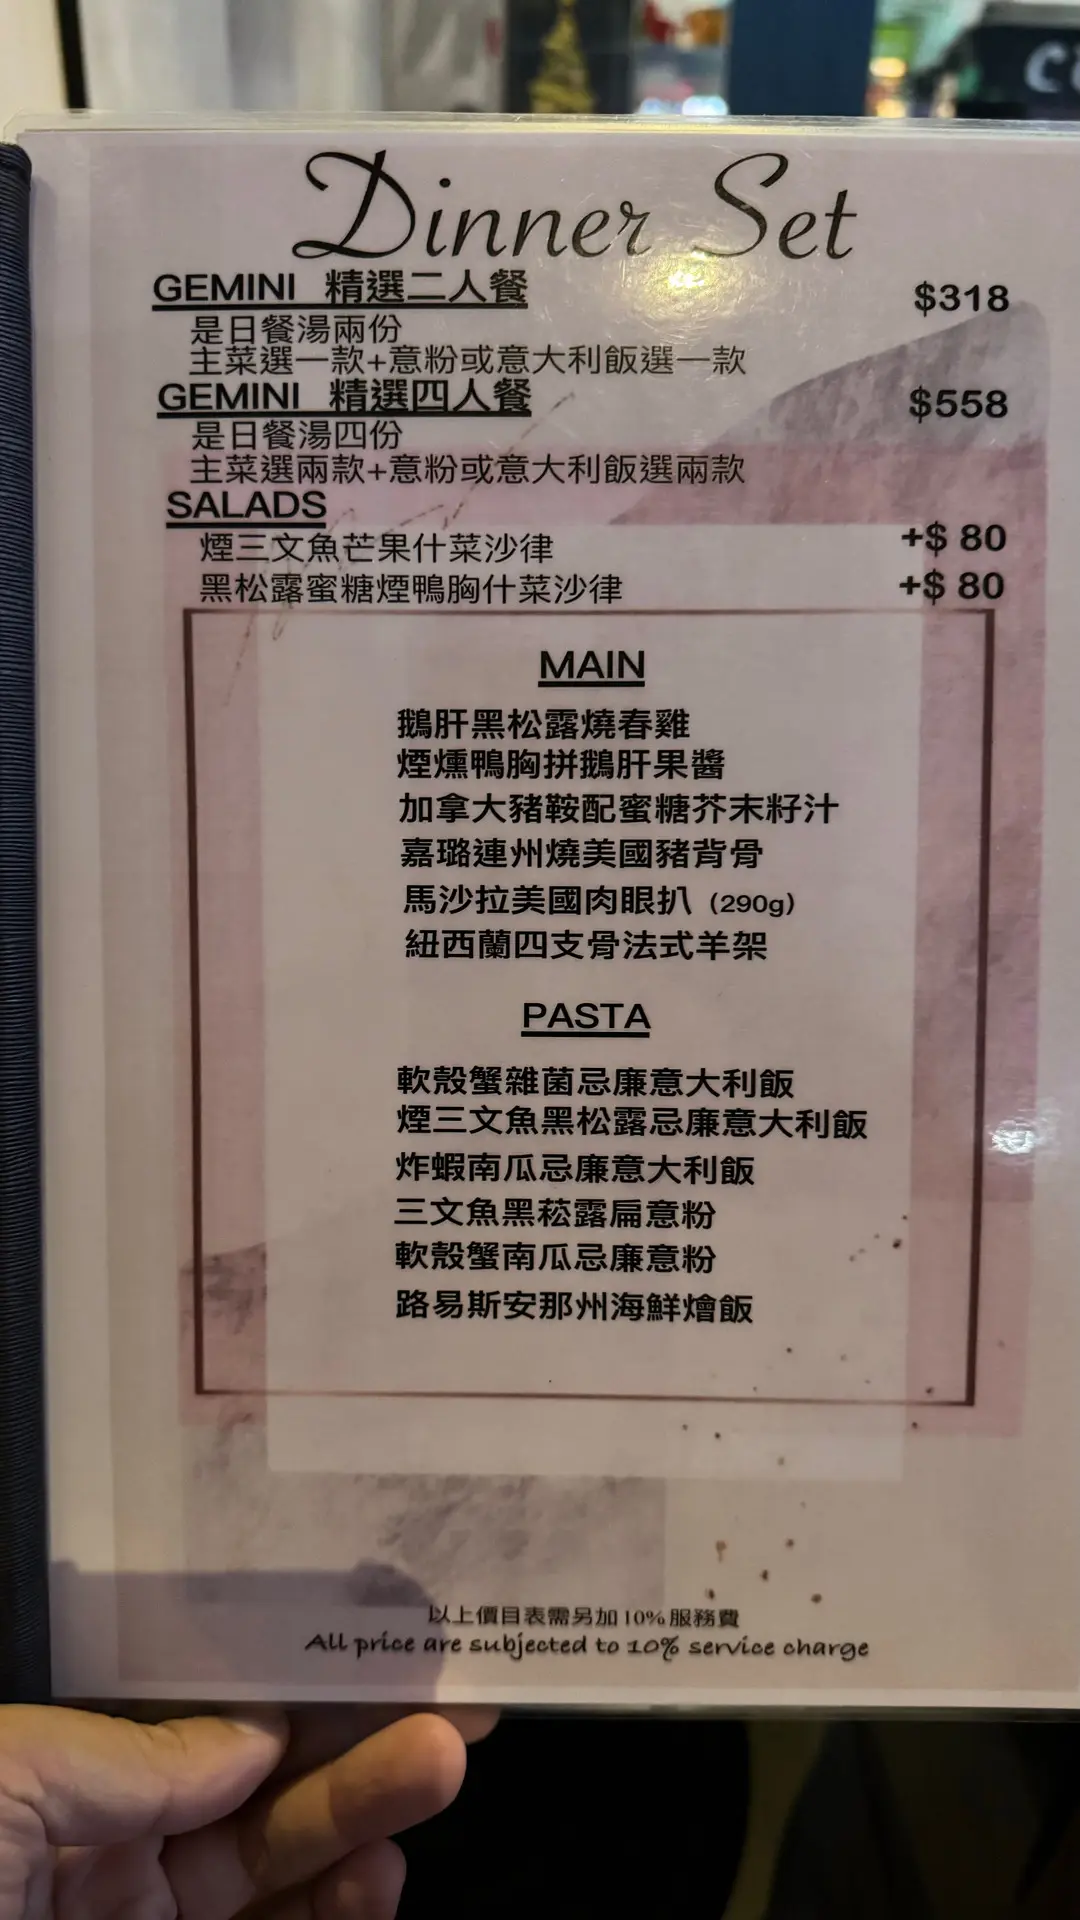 Dinner Set
GEMINI 精選二人餐 $318
是日餐湯兩份
主菜選一款+意粉或意大利飯選一款
GEMINI 精選四人餐 $558
是日餐湯四份
主菜選兩款+意粉或意大利飯選兩款
SALADS
煙三文魚芒果什菜沙律 +$ 80
黑松露蜜糖煙鴨胸什菜沙律 +$ 80
MAIN
鵝肝黑松露燒春雞
煙燻鴨胸拼鵝肝果醬
加拿大豬鞍配蜜糖芥末籽汁
嘉璐連州燒美國豬背骨
馬沙拉美國肉眼扒 (290g)
紐西蘭四支骨法式羊架
PASTA
軟殼蟹雜菌忌廉意大利飯
煙三文魚黑松露忌廉意大利飯
炸蝦南瓜忌廉意大利飯
三文魚黑菘露扁意粉
軟殼蟹南瓜忌廉意粉
路易斯安那州海鮮燴飯
以上價目表需另加10%服務費
All price are subjected to 10% service charge